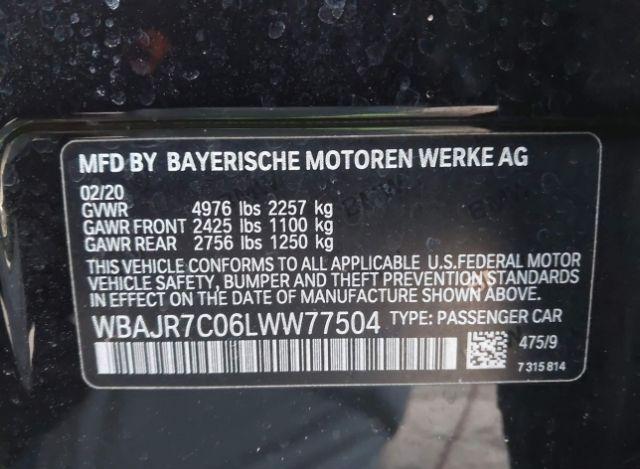 MFD BY BAYERISCHE MOTOREN WERKE AG
02/20
GVWR 4976 lbs 2257 kg
GAWR FRONT 2425 lbs 1100 kg
GAWR REAR 2756 lbs 1250 kg
THIS VEHICLE CONFORMS TO ALL APPLICABLE U.S.FEDERAL MOTOR
VEHICLE SAFETY, BUMPER AND THEFT PREVENTION STANDARDS
IN EFFECT ON THE DATE OF MANUFACTURE SHOWN ABOVE.
WBAJR7C06LWW77504 TYPE: PASSENGER CAR
475/9
7 315 814